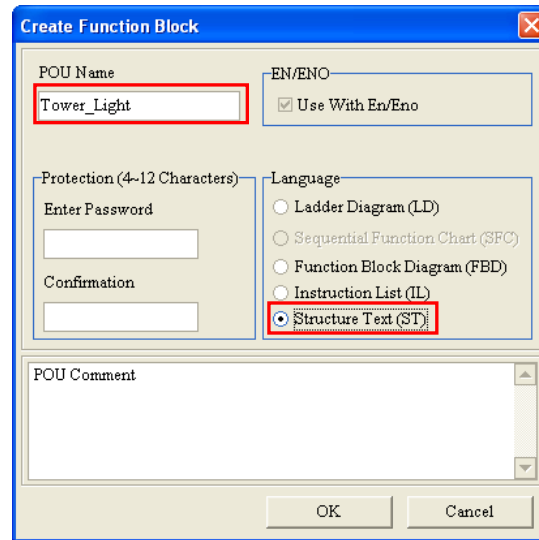 Create Function Block
POU Name
Tower_Light
EN/ENO
Use With En/Eno
Protection (4~12 Characters)
Enter Password
Confirmation
Language
Ladder Diagram (LD)
Sequential Function Chart (SFC)
Function Block Diagram (FBD)
Instruction List (IL)
Structure Text (ST)
POU Comment
OK
Cancel